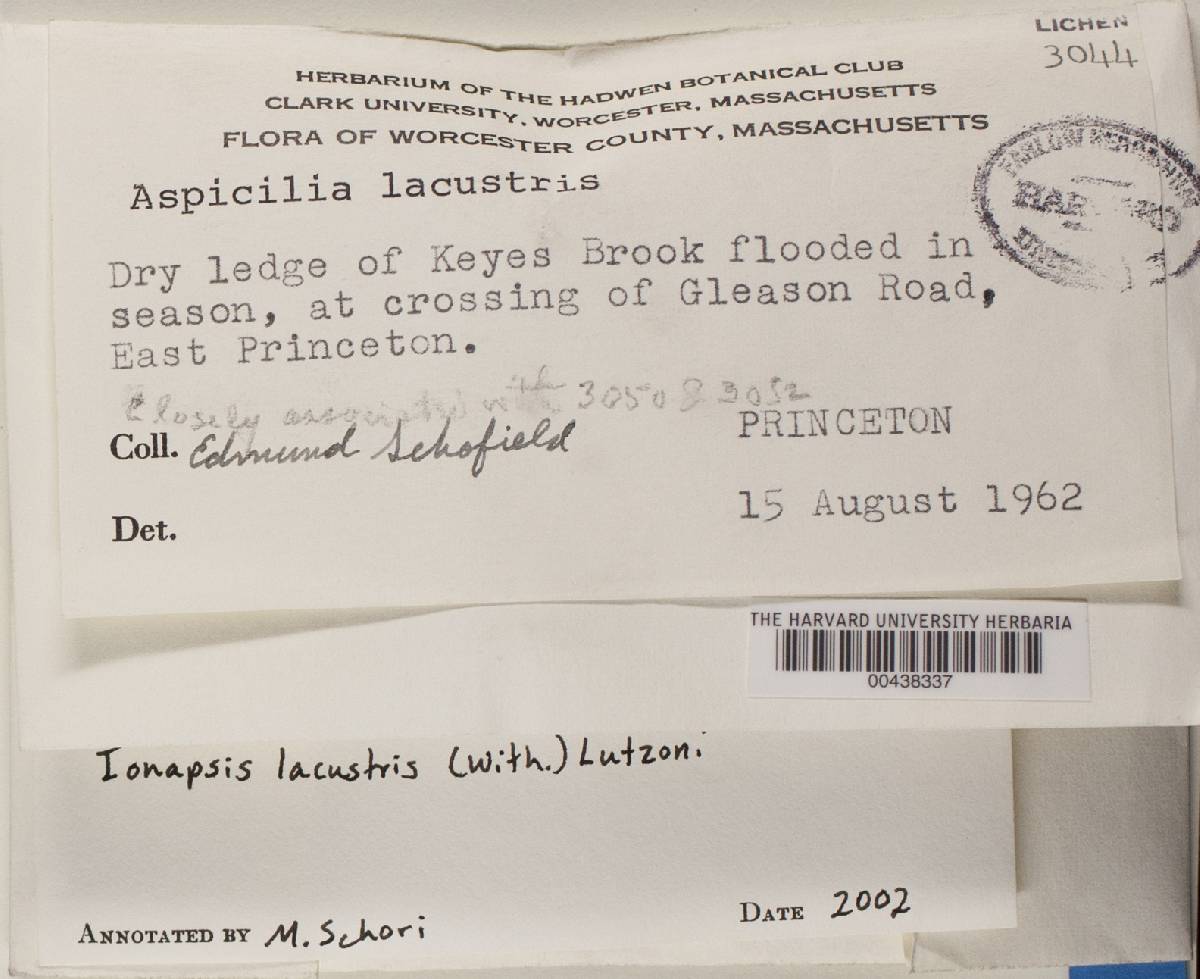 LICHEN
3044
HERBARIUM OF THE HADWEN BOTANICAL CLUB
CLARK UNIVERSITY, WORCESTER, MASSACHUSETTS
FLORA OF WORCESTER COUNTY, MASSACHUSETTS
Aspicilia lacustris
Dry ledge of Keyes Brook flooded in
season, at crossing of Gleason Road,
East Princeton.
Closely associated with 3050 & 3052
Coll. Edmund Schofield
PRINCETON
Det.
15 August 1962
THE HARVARD UNIVERSITY HERBARIA
00438337
Ionapsis lacustris (With.) Lutzoni
ANNOTATED BY M. Schori
DATE 2002